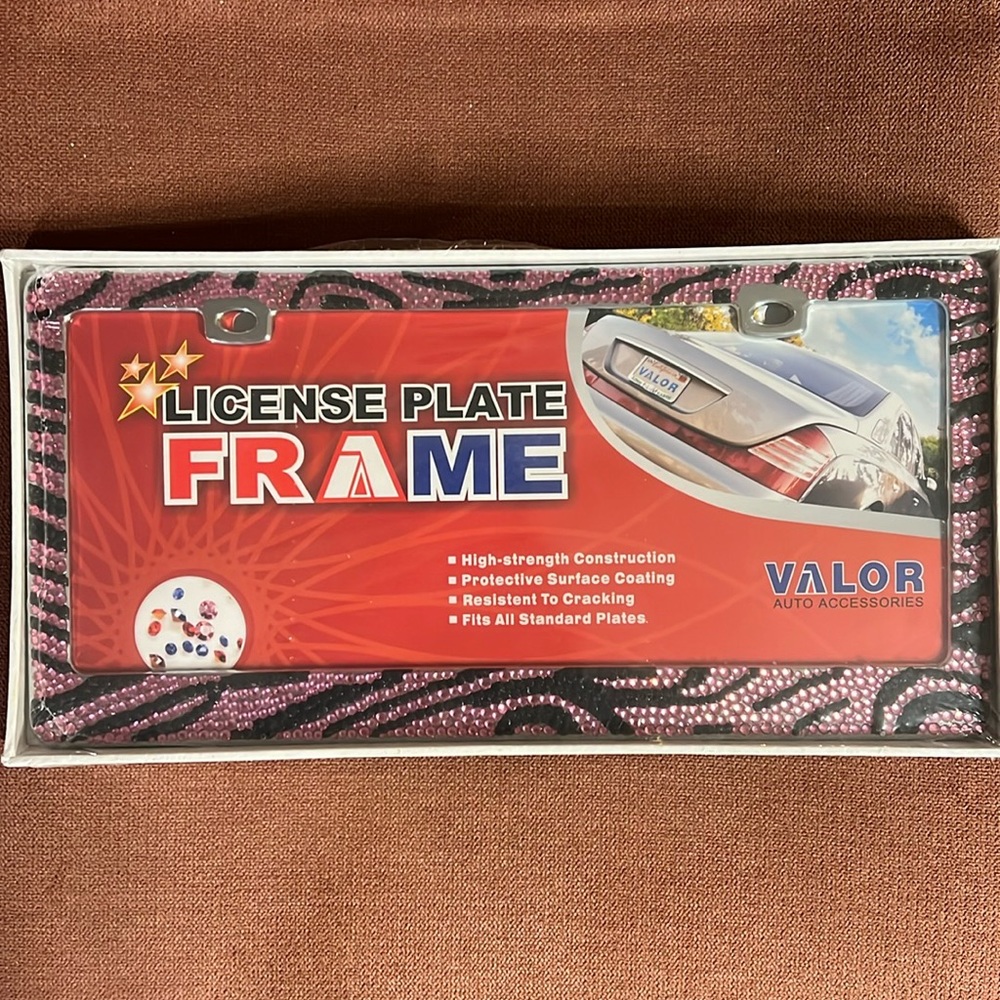 LICENSE PLATE
FRAME
VALOR
▪ High-strength Construction
▪ Protective Surface Coating
▪ Resistent To Cracking
▪ Fits All Standard Plates.
VALOR
AUTO ACCESSORIES